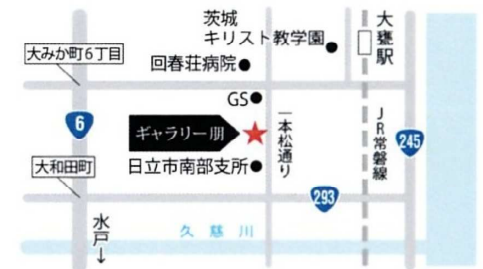 茨城
キリスト教学園
大甕駅
大みか町6丁目
回春荘病院
GS
6
ギャラリー朋
一本松通り
JR常磐線
245
大和田町
日立市南部支所
293
水戸
↓
久慈川